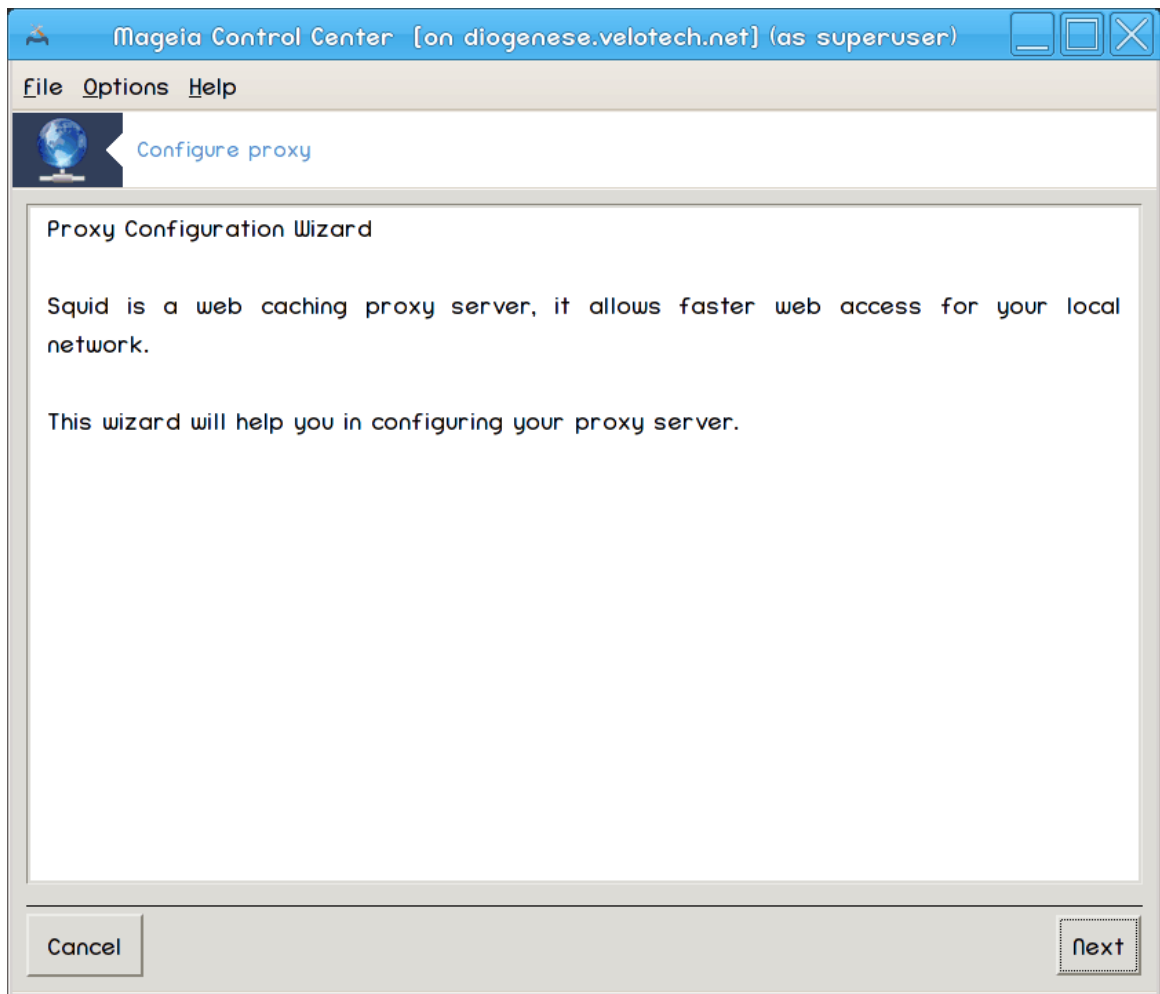 Mageia Control Center [on diogenese.velotech.net] (as superuser)
File Options Help
Configure proxy
Proxy Configuration Wizard
Squid is a web caching proxy server, it allows faster web access for your local
network.
This wizard will help you in configuring your proxy server.
Cancel
Next